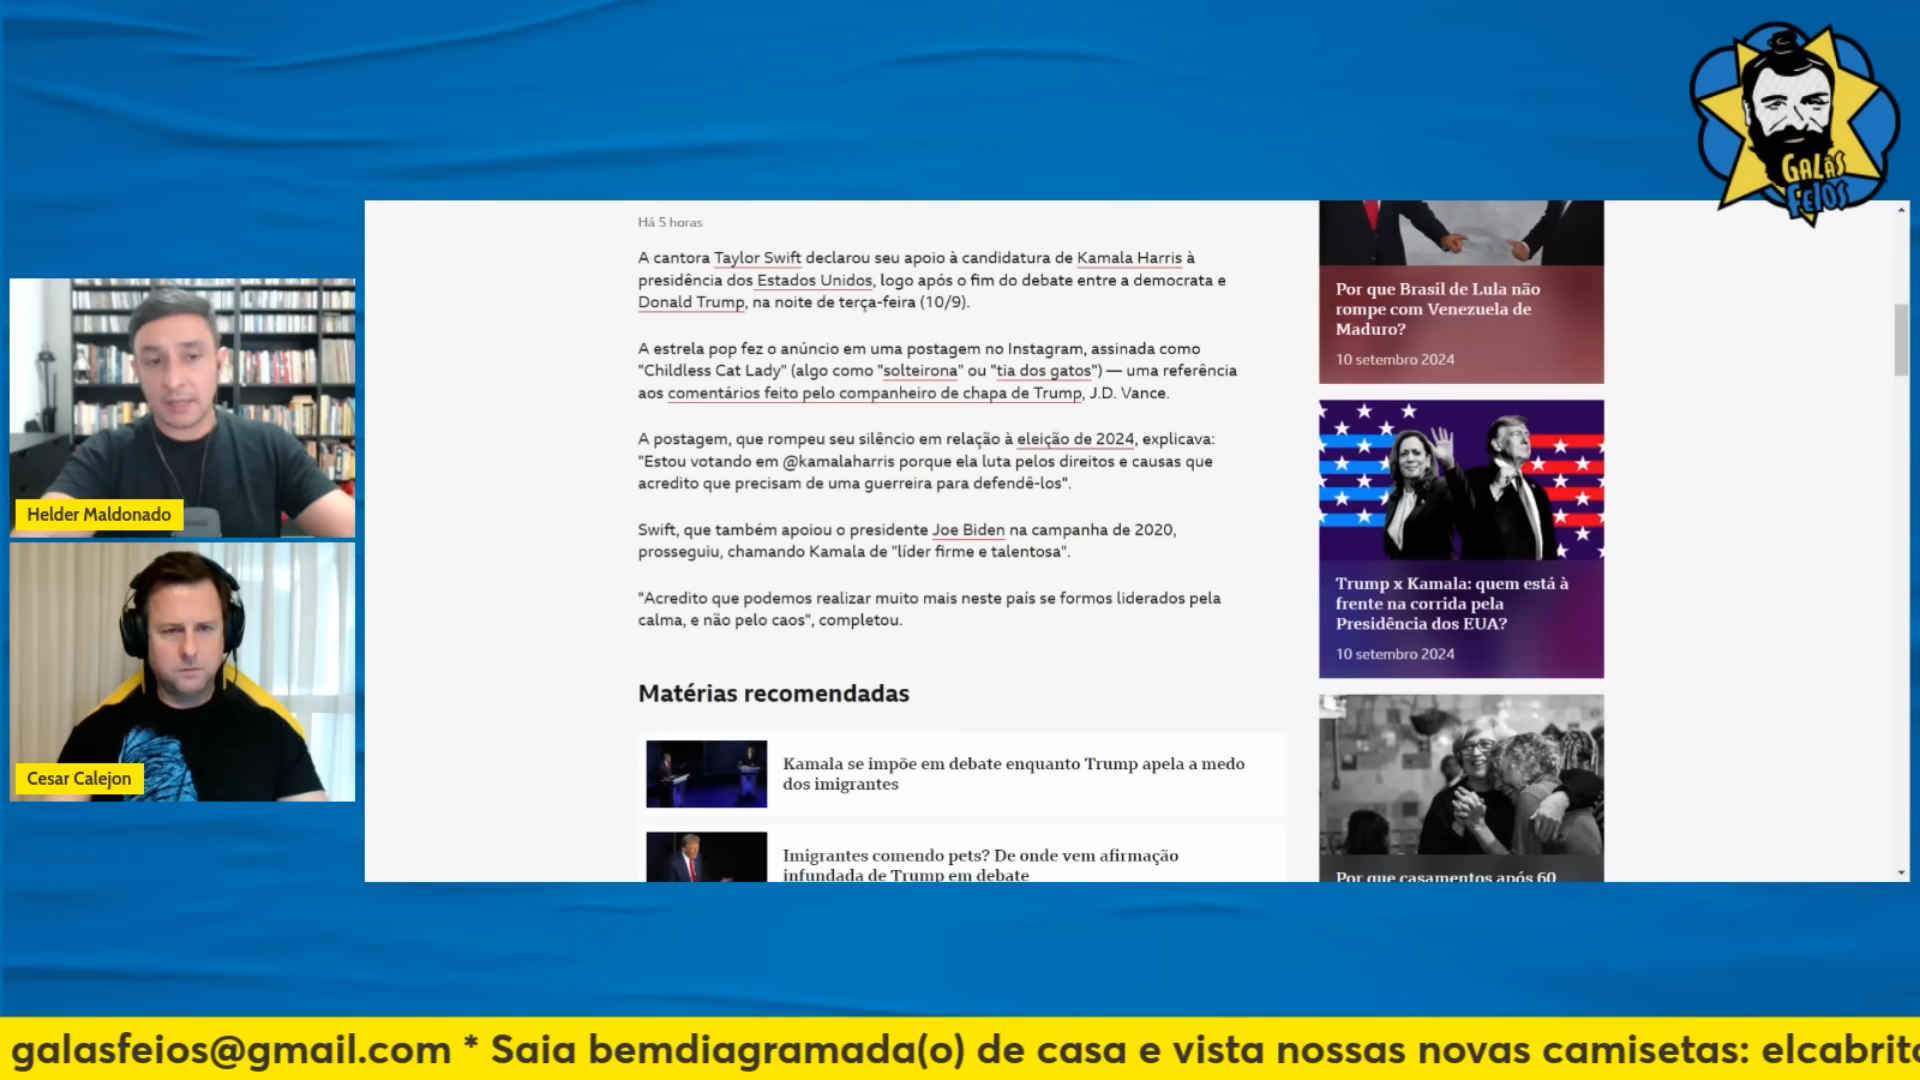 GALÃS
FEIOS
Há 5 horas
A cantora Taylor Swift declarou seu apoio à candidatura de Kamala Harris à
presidência dos Estados Unidos, logo após o fim do debate entre a democrata e
Donald Trump, na noite de terça-feira (10/9).
A estrela pop fez o anúncio em uma postagem no Instagram, assinada como
"Childless Cat Lady" (algo como "solteirona" ou "tia dos gatos") — uma referência
aos comentários feito pelo companheiro de chapa de Trump, J.D. Vance.
A postagem, que rompeu seu silêncio em relação à eleição de 2024, explicava:
"Estou votando em @kamalaharris porque ela luta pelos direitos e causas que
acredito que precisam de uma guerreira para defendê-los".
Swift, que também apoiou o presidente Joe Biden na campanha de 2020,
prosseguiu, chamando Kamala de "líder firme e talentosa".
"Acredito que podemos realizar muito mais neste país se formos liderados pela
calma, e não pelo caos", completou.
Matérias recomendadas
Kamala se impõe em debate enquanto Trump apela a medo
dos imigrantes
Imigrantes comendo pets? De onde vem afirmação
infundada de Trump em debate
Por que Brasil de Lula não
rompe com Venezuela de
Maduro?
10 setembro 2024
Trump x Kamala: quem está à
frente na corrida pela
Presidência dos EUA?
10 setembro 2024
Por que casamentos após 60
Helder Maldonado
Cesar Calejon
galasfeios@gmail.com * Saia bemdiagramada(o) de casa e vista nossas novas camisetas: elcabrito